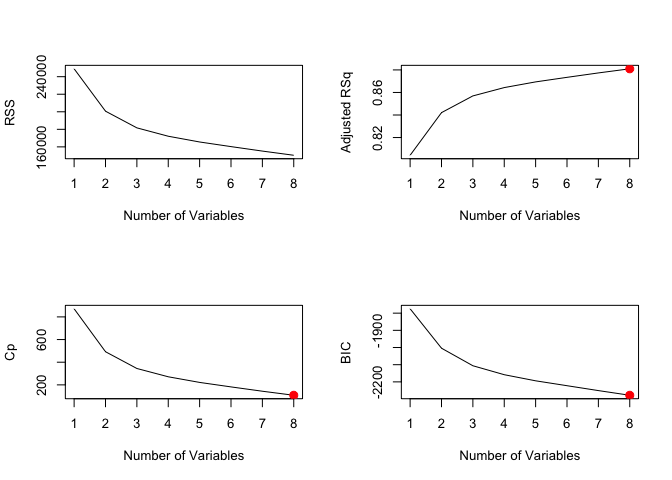 RSS
240000
160000
1 2 3 4 5 6 7 8
Number of Variables
Adjusted RSq
0.86
0.82
1 2 3 4 5 6 7 8
Number of Variables
Cp
600
200
1 2 3 4 5 6 7 8
Number of Variables
BIC
-1900
-2200
1 2 3 4 5 6 7 8
Number of Variables